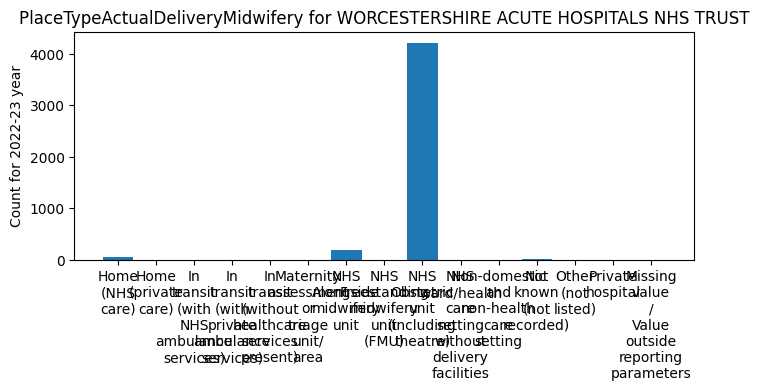 PlaceTypeActualDeliveryMidwifery for WORCESTERSHIRE ACUTE HOSPITALS NHS TRUST
Count for 2022-23 year
4000
3000
2000
1000
0
Home
(NHS
care)
Home
(private
care)
In
transit
(with
NHS
ambulance
services)
In
transit
(with
private
ambulance
services)
In
transit
(without
healthcare
services
present)
Maternity
assessment
or
triage
unit/
area
NHS
Alongside
midwifery
unit
NHS
Freestanding
midwifery
unit
(FMU)
NHS
Obstetric
unit
(including
theatre)
NHS
ward/health
care
setting
without
delivery
facilities
Non-domestic
and
non-health
care
setting
Not
known
(not
recorded)
Other
(not
listed)
Private
hospital
Missing
value
/
Value
outside
reporting
parameters